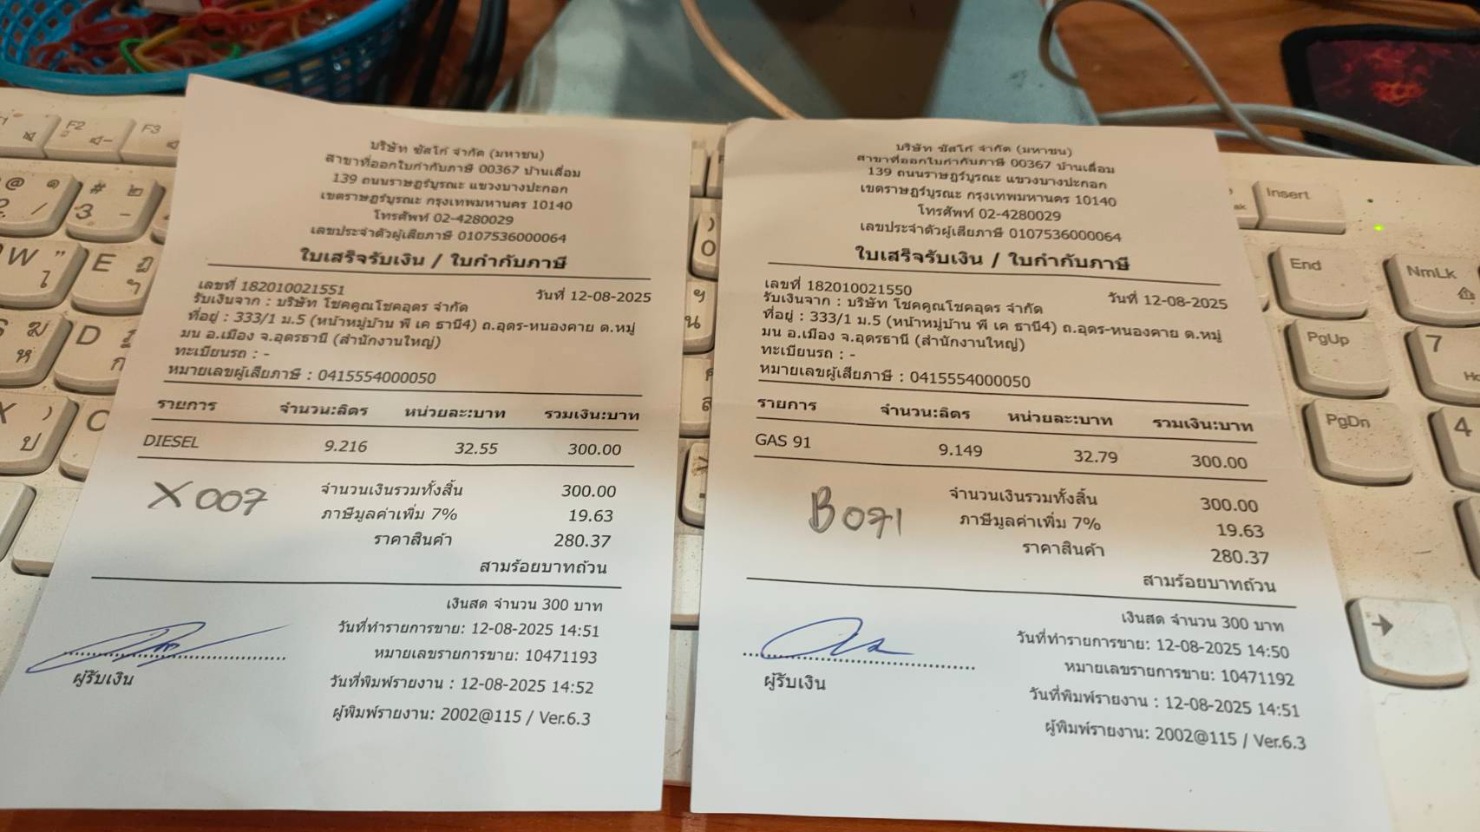 บริษัท ซัสโก้ จำกัด (มหาชน)
สาขาที่ออกใบกำกับภาษี 00367 บ้านเลื่อม
139 ถนนราษฎร์บูรณะ แขวงบางปะกอก
เขตราษฎร์บูรณะ กรุงเทพมหานคร 10140
โทรศัพท์ 02-4280029
เลขประจำตัวผู้เสียภาษี 0107536000064
ใบเสร็จรับเงิน / ใบกำกับภาษี
เลขที่ 182010021551 วันที่ 12-08-2025
รับเงินจาก : บริษัท โชคคูณโชคอุดร จำกัด
ที่อยู่ : 333/1 ม.5 (หน้าหมู่บ้าน พี เค ธานี4) ถ.อุดร-หนองคาย ต.หมู
มน อ.เมือง จ.อุดรธานี (สำนักงานใหญ่)
ทะเบียนรถ : -
หมายเลขผู้เสียภาษี : 0415554000050
รายการ จำนวน:ลิตร หน่วยละ:บาท รวมเงิน:บาท
DIESEL 9.216 32.55 300.00
X007
จำนวนเงินรวมทั้งสิ้น 300.00
ภาษีมูลค่าเพิ่ม 7% 19.63
ราคาสินค้า 280.37
สามร้อยบาทถ้วน
เงินสด จำนวน 300 บาท
วันที่ทำรายการขาย: 12-08-2025 14:51
หมายเลขรายการขาย: 10471193
ผู้รับเงิน
วันที่พิมพ์รายงาน : 12-08-2025 14:52
ผู้พิมพ์รายงาน: 2002@115 / Ver.6.3
บริษัท ซัสโก้ จำกัด (มหาชน)
สาขาที่ออกใบกำกับภาษี 00367 บ้านเลื่อม
139 ถนนราษฎร์บูรณะ แขวงบางปะกอก
เขตราษฎร์บูรณะ กรุงเทพมหานคร 10140
โทรศัพท์ 02-4280029
เลขประจำตัวผู้เสียภาษี 0107536000064
ใบเสร็จรับเงิน / ใบกำกับภาษี
เลขที่ 182010021550 วันที่ 12-08-2025
รับเงินจาก : บริษัท โชคคูณโชคอุดร จำกัด
ที่อยู่ : 333/1 ม.5 (หน้าหมู่บ้าน พี เค ธานี4) ถ.อุดร-หนองคาย ต.หมู
มน อ.เมือง จ.อุดรธานี (สำนักงานใหญ่)
ทะเบียนรถ : -
หมายเลขผู้เสียภาษี : 0415554000050
รายการ จำนวน:ลิตร หน่วยละ:บาท รวมเงิน:บาท
GAS 91 9.149 32.79 300.00
B071
จำนวนเงินรวมทั้งสิ้น 300.00
ภาษีมูลค่าเพิ่ม 7% 19.63
ราคาสินค้า 280.37
สามร้อยบาทถ้วน
เงินสด จำนวน 300 บาท
วันที่ทำรายการขาย: 12-08-2025 14:50
หมายเลขรายการขาย: 10471192
ผู้รับเงิน
วันที่พิมพ์รายงาน : 12-08-2025 14:51
ผู้พิมพ์รายงาน: 2002@115 / Ver.6.3
F2
F3
@
#
3
W
E
D
Insert
End
NmLk
PgUp
7
PgDn
4